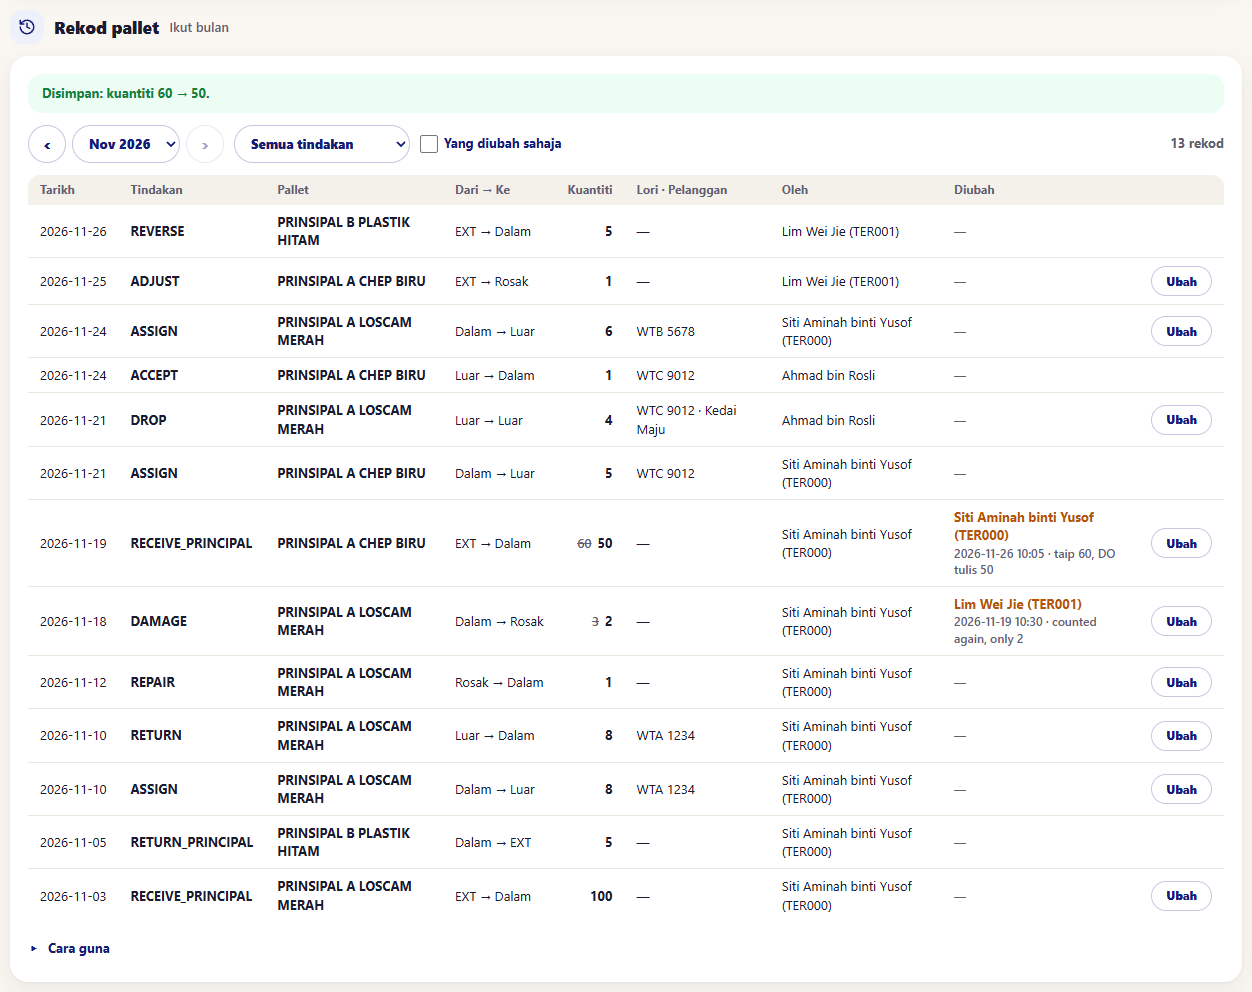 Rekod pallet Ikut bulan
Disimpan: kuantiti 60 → 50.
‹ Nov 2026 › Semua tindakan Yang diubah sahaja 13 rekod
Tarikh Tindakan Pallet Dari → Ke Kuantiti Lori · Pelanggan Oleh Diubah
2026-11-26 REVERSE PRINSIPAL B PLASTIK HITAM EXT → Dalam 5 — Lim Wei Jie (TER001) —
2026-11-25 ADJUST PRINSIPAL A CHEP BIRU EXT → Rosak 1 — Lim Wei Jie (TER001) — Ubah
2026-11-24 ASSIGN PRINSIPAL A LOSCAM MERAH Dalam → Luar 6 WTB 5678 Siti Aminah binti Yusof (TER000) — Ubah
2026-11-24 ACCEPT PRINSIPAL A CHEP BIRU Luar → Dalam 1 WTC 9012 Ahmad bin Rosli —
2026-11-21 DROP PRINSIPAL A LOSCAM MERAH Luar → Luar 4 WTC 9012 · Kedai Maju Ahmad bin Rosli — Ubah
2026-11-21 ASSIGN PRINSIPAL A CHEP BIRU Dalam → Luar 5 WTC 9012 Siti Aminah binti Yusof (TER000) —
2026-11-19 RECEIVE_PRINCIPAL PRINSIPAL A CHEP BIRU EXT → Dalam 60 50 — Siti Aminah binti Yusof (TER000) Siti Aminah binti Yusof (TER000) 2026-11-26 10:05 · taip 60, DO tulis 50 Ubah
2026-11-18 DAMAGE PRINSIPAL A LOSCAM MERAH Dalam → Rosak 3 2 — Siti Aminah binti Yusof (TER000) Lim Wei Jie (TER001) 2026-11-19 10:30 · counted again, only 2 Ubah
2026-11-12 REPAIR PRINSIPAL A LOSCAM MERAH Rosak → Dalam 1 — Siti Aminah binti Yusof (TER000) — Ubah
2026-11-10 RETURN PRINSIPAL A LOSCAM MERAH Luar → Dalam 8 WTA 1234 Siti Aminah binti Yusof (TER000) — Ubah
2026-11-10 ASSIGN PRINSIPAL A LOSCAM MERAH Dalam → Luar 8 WTA 1234 Siti Aminah binti Yusof (TER000) — Ubah
2026-11-05 RETURN_PRINCIPAL PRINSIPAL B PLASTIK HITAM Dalam → EXT 5 — Siti Aminah binti Yusof (TER000) —
2026-11-03 RECEIVE_PRINCIPAL PRINSIPAL A LOSCAM MERAH EXT → Dalam 100 — Siti Aminah binti Yusof (TER000) — Ubah
▸ Cara guna